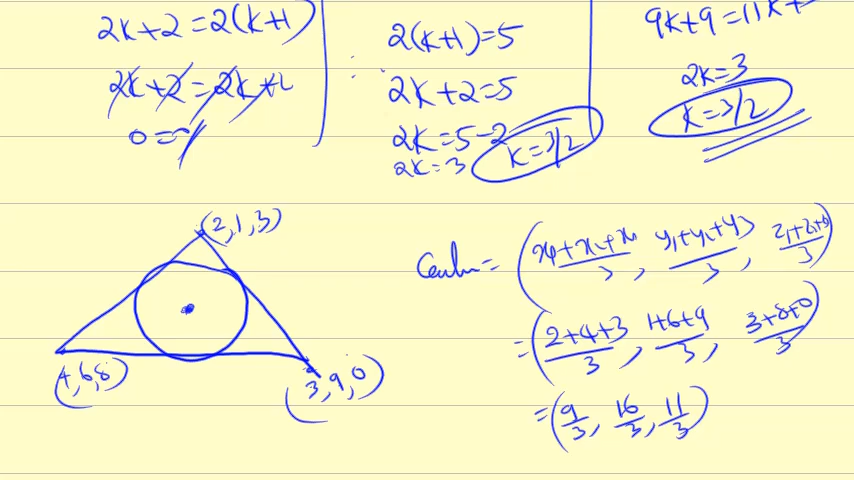 2k+2=2(k+1)
2k+2=2k+2
0=0
∴ 2(k+1)=5
2k+2=5
2k=5-2
2k=3
k=3/2
9k+9=11k+
2k=3
k=3/2
(2,1,3)
(4,6,8)
(3,9,0)
= (x1+x2+x3/3, y1+y2+y3/3, z1+z2+z3/3)
= (2+4+3/3, 1+6+9/3, 3+8+0/3)
= (9/3, 16/3, 11/3)